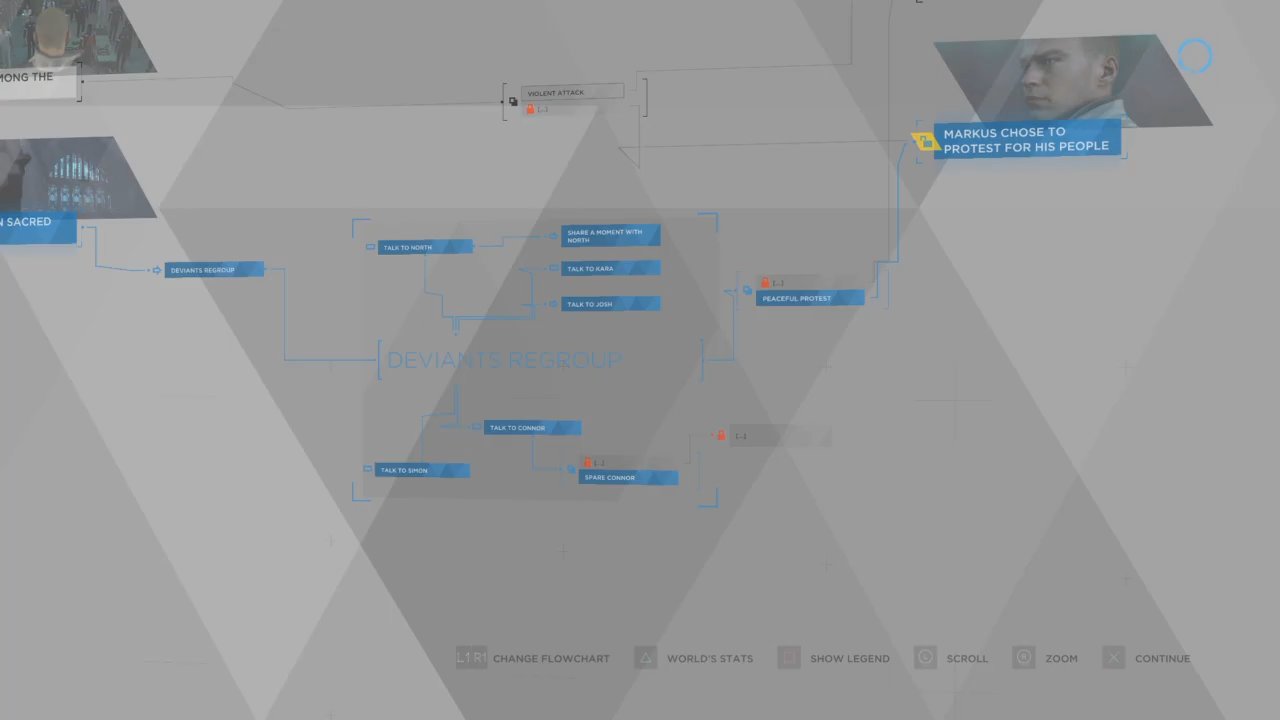 MONG THE
VIOLENT ATTACK
[...]
MARKUS CHOSE TO
PROTEST FOR HIS PEOPLE
N SACRED
DEVIANTS REGROUP
TALK TO NORTH
SHARE A MOMENT WITH
NORTH
TALK TO KARA
TALK TO JOSH
[...]
PEACEFUL PROTEST
DEVIANTS REGROUP
TALK TO CONNOR
[...]
TALK TO SIMON
[...]
SPARE CONNOR
L1 R1 CHANGE FLOWCHART
WORLD'S STATS
SHOW LEGEND
L SCROLL
R ZOOM
CONTINUE